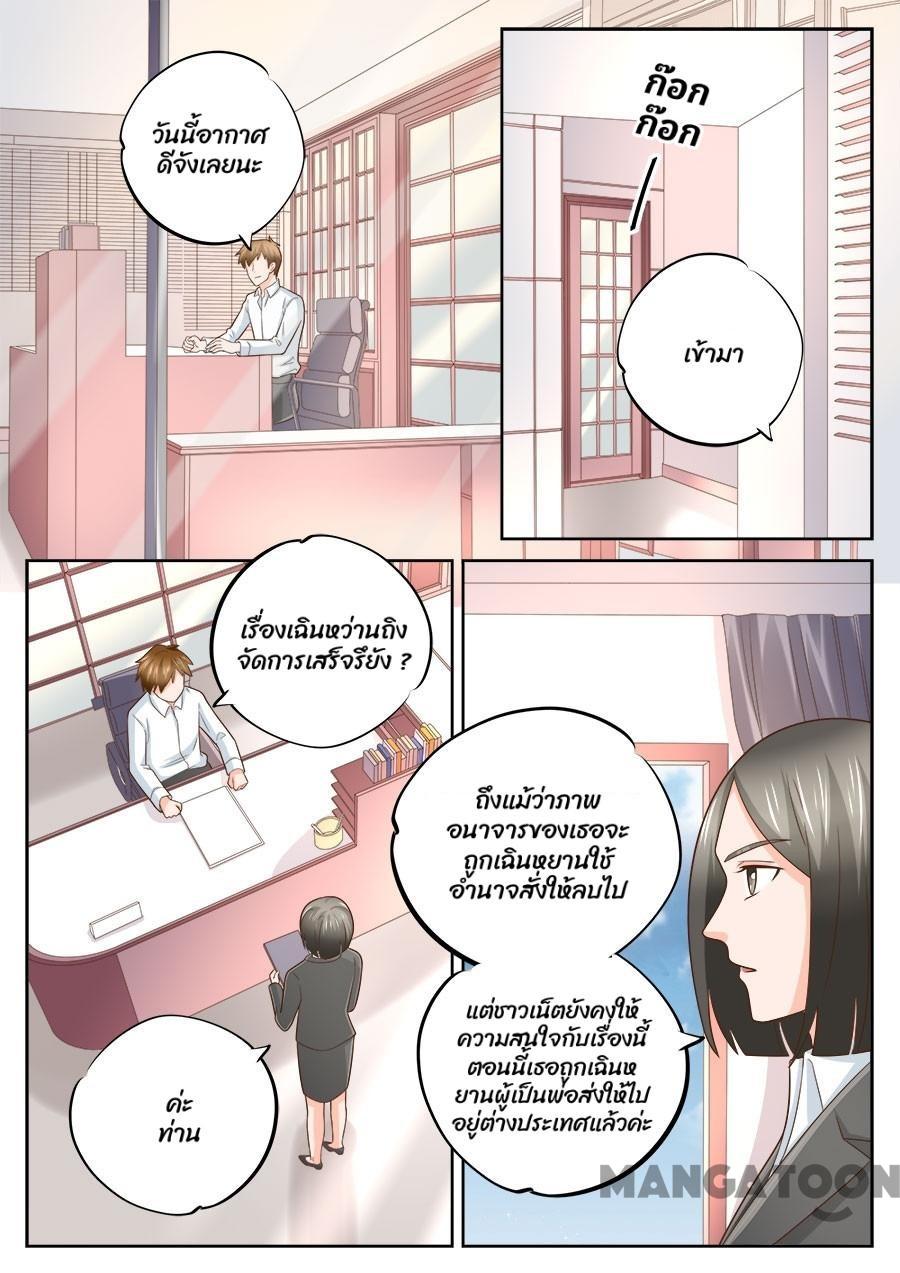 วันนี้อากาศ
ดีจังเลยนะ
ก๊อก
ก๊อก
เข้ามา
เรื่องเฉินหว่านถิง
จัดการเสร็จรึยัง ?
ค่ะ
ท่าน
ถึงแม้ว่าภาพ
อนาจารของเธอจะ
ถูกเฉินหยานใช้
อำนาจสั่งให้ลบไป
แต่ชาวเน็ตยังคงให้
ความสนใจกับเรื่องนี้
ตอนนี้เธอถูกเฉินห
ยานผู้เป็นพ่อส่งให้ไป
อยู่ต่างประเทศแล้วค่ะ
MANGATOON